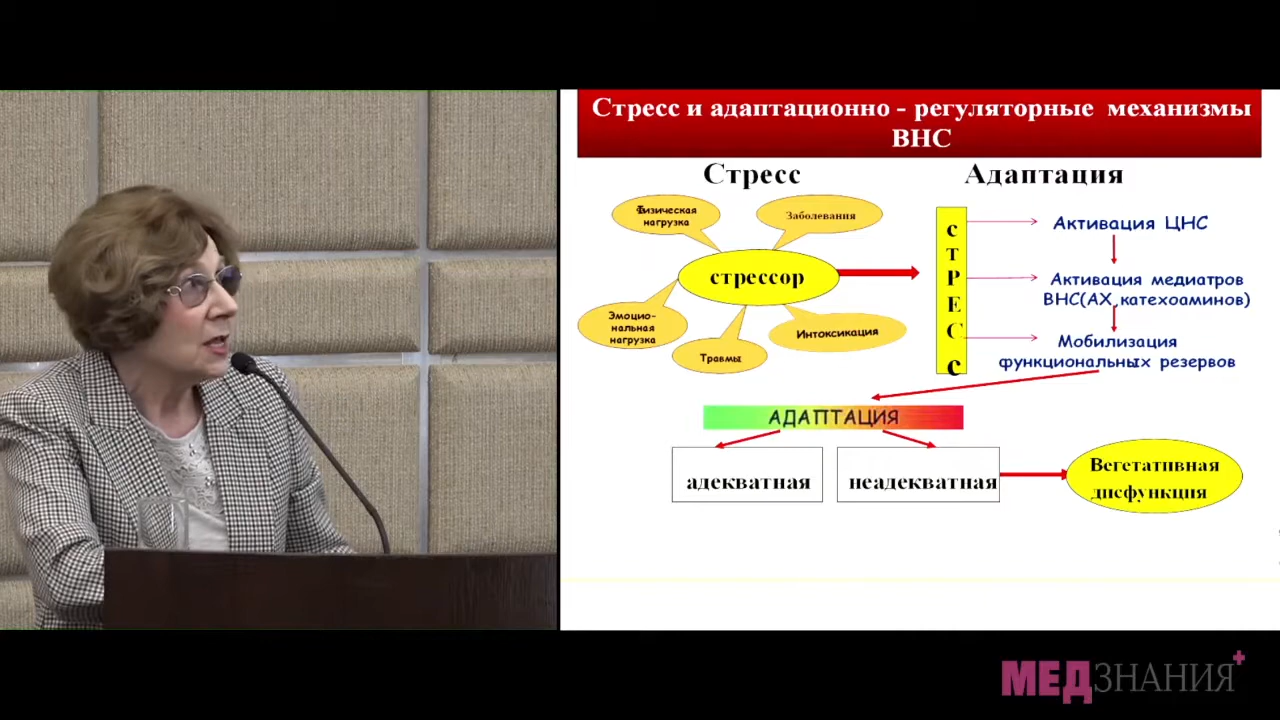 Стресс и адаптационно - регуляторные механизмы
ВНС
Стресс
Адаптация
Физическая
нагрузка
Заболевания
стрессор
Эмоцио-
нальная
нагрузка
Травмы
Интоксикация
с
Т
Р
Е
С
с
Активация ЦНС
Активация медиатров
ВНС(АХ,катехоаминов)
Мобилизация
функциональных резервов
АДАПТАЦИЯ
адекватная
неадекватная
Вегетативная
дисфункция
МЕДЗНАНИЯ+